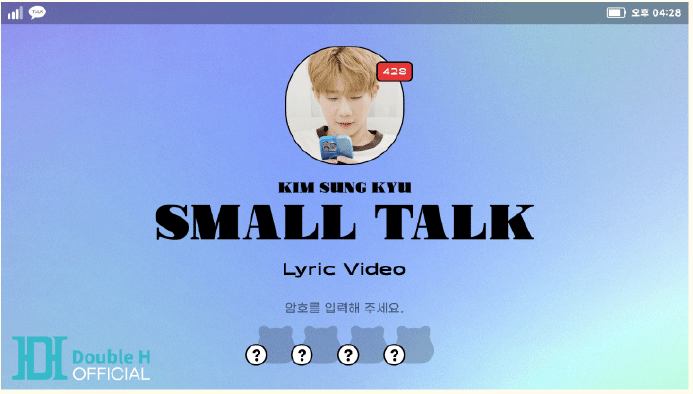 TALK
오후 04:28
428
KIM SUNG KYU
SMALL TALK
Lyric Video
암호를 입력해 주세요.
? ? ? ?
Double H
OFFICIAL